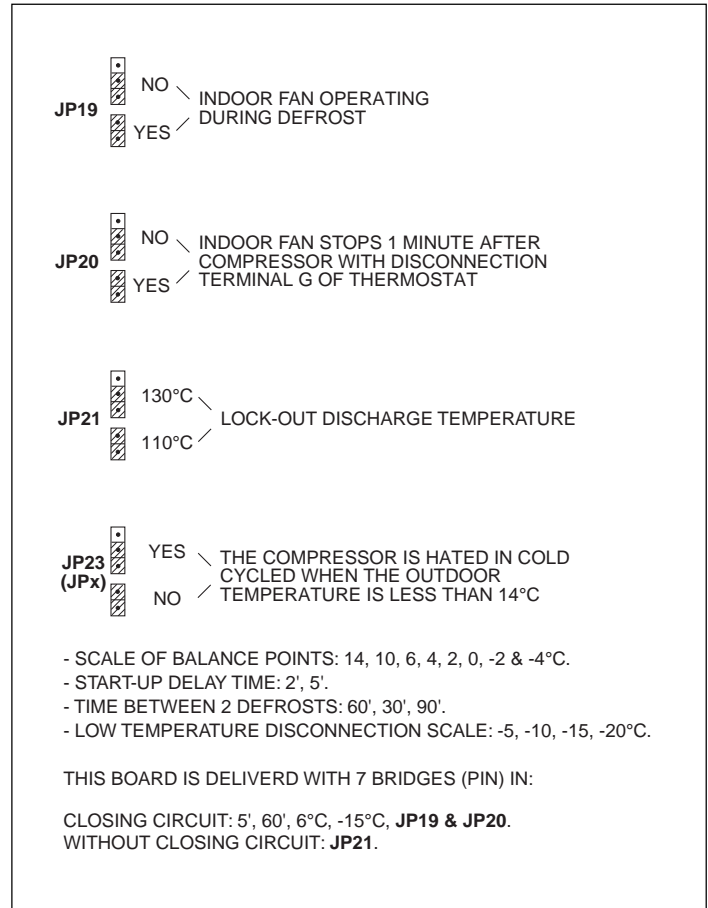 NO
INDOOR FAN OPERATING
JP19
DURING DEFROST
YES
NO
INDOOR FAN STOPS 1 MINUTE AFTER
JP20
COMPRESSOR WITH DISCONNECTION
YES
TERMINAL G OF THERMOSTAT
130°C
JP21
LOCK-OUT DISCHARGE TEMPERATURE
110°C
YES
THE COMPRESSOR IS HATED IN COLD
JP23
CYCLED WHEN THE OUTDOOR
(JPx)
NO
TEMPERATURE IS LESS THAN 14°C
- SCALE OF BALANCE POINTS: 14, 10, 6, 4, 2, 0, -2 & -4°C.
- START-UP DELAY TIME: 2', 5'.
- TIME BETWEEN 2 DEFROSTS: 60', 30', 90'.
- LOW TEMPERATURE DISCONNECTION SCALE: -5, -10, -15, -20°C.
THIS BOARD IS DELIVERD WITH 7 BRIDGES (PIN) IN:
CLOSING CIRCUIT: 5', 60', 6°C, -15°C, JP19 & JP20.
WITHOUT CLOSING CIRCUIT: JP21.